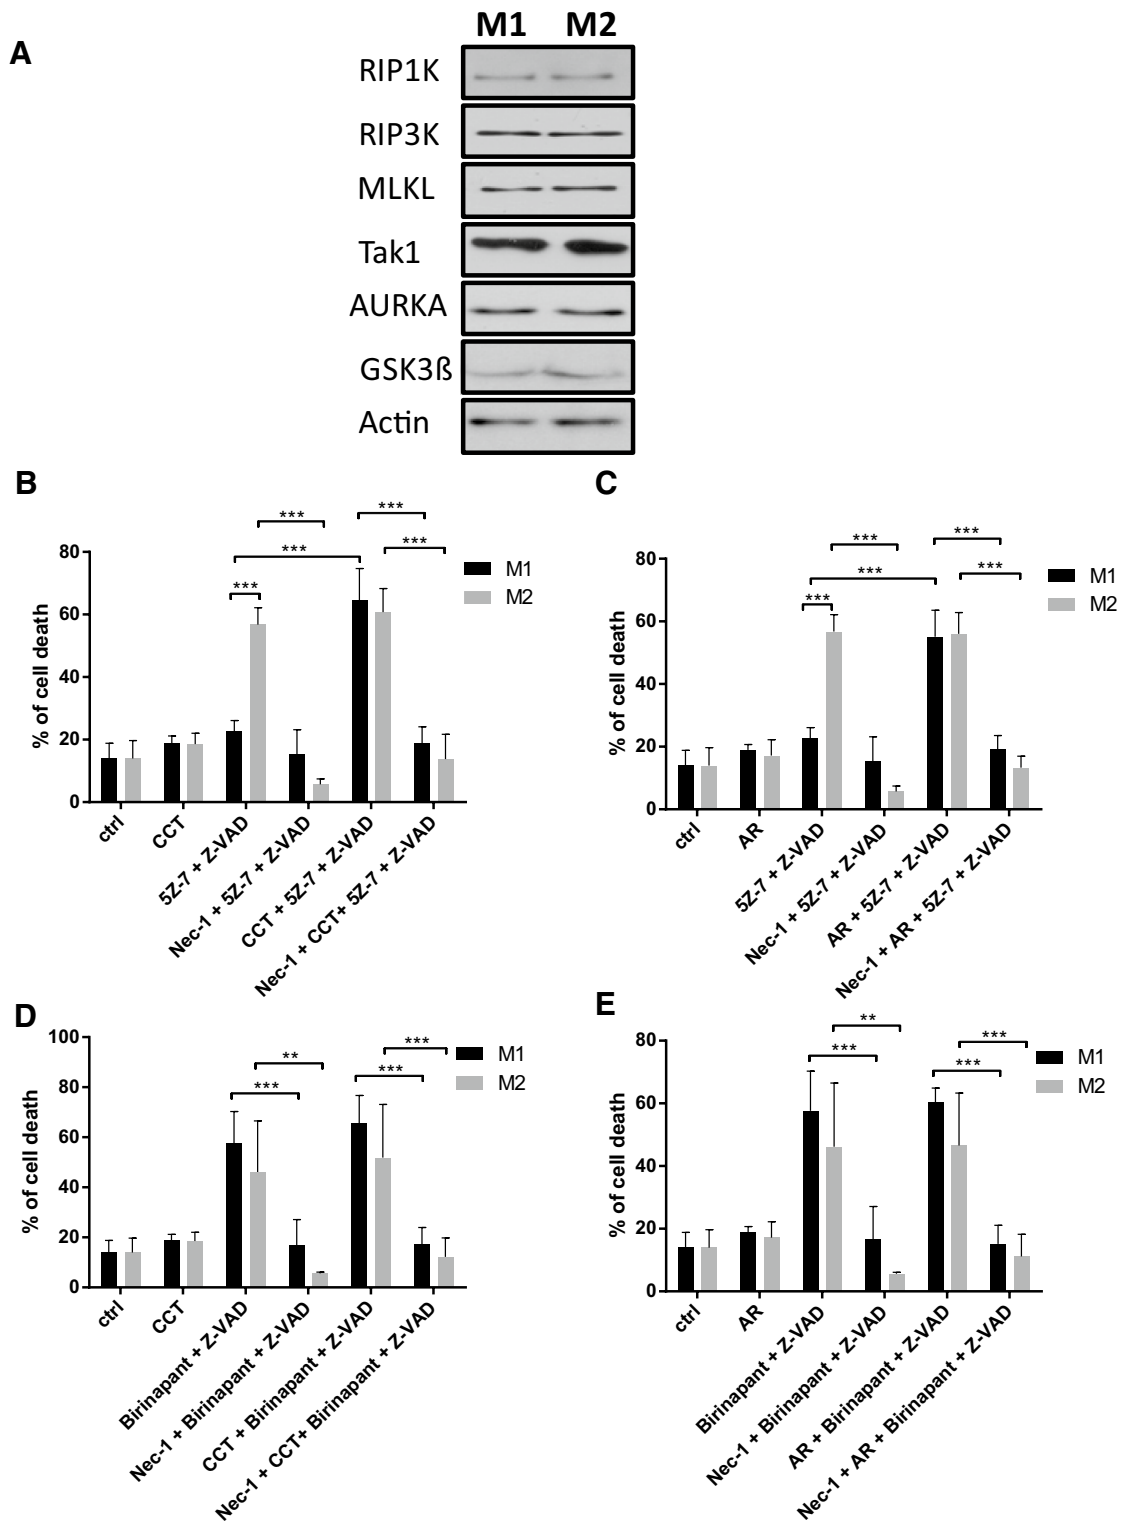 M1 M2
A
RIP1K
RIP3K
MLKL
Tak1
AURKA
GSK3ß
Actin
B
% of cell death
80
60
40
20
0
***
***
***
***
***
M1
M2
ctrl
CCT
5Z-7 + Z-VAD
Nec-1 + 5Z-7 + Z-VAD
CCT + 5Z-7 + Z-VAD
Nec-1 + CCT+ 5Z-7 + Z-VAD
C
% of cell death
80
60
40
20
0
***
***
***
***
***
M1
M2
ctrl
AR
5Z-7 + Z-VAD
Nec-1 + 5Z-7 + Z-VAD
AR + 5Z-7 + Z-VAD
Nec-1 + AR + 5Z-7 + Z-VAD
D
% of cell death
100
80
60
40
20
0
**
***
***
***
M1
M2
ctrl
CCT
Birinapant + Z-VAD
Nec-1 + Birinapant + Z-VAD
CCT + Birinapant + Z-VAD
Nec-1 + CCT+ Birinapant + Z-VAD
E
% of cell death
80
60
40
20
0
**
***
***
***
M1
M2
ctrl
AR
Birinapant + Z-VAD
Nec-1 + Birinapant + Z-VAD
AR + Birinapant + Z-VAD
Nec-1 + AR + Birinapant + Z-VAD